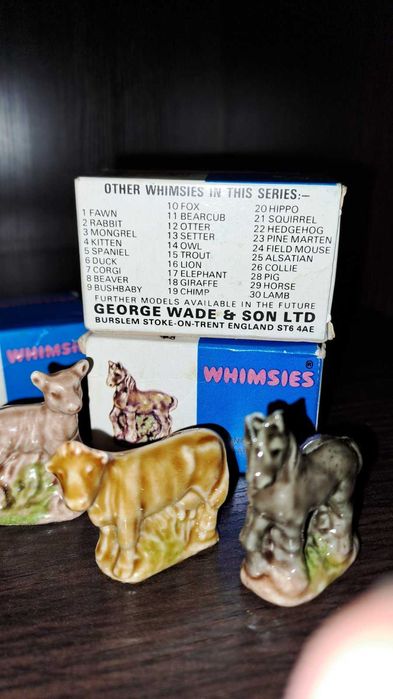 OTHER WHIMSIES IN THIS SERIES:–
1 FAWN
2 RABBIT
3 MONGREL
4 KITTEN
5 SPANIEL
6 DUCK
7 CORGI
8 BEAVER
9 BUSHBABY
10 FOX
11 BEARCUB
12 OTTER
13 SETTER
14 OWL
15 TROUT
16 LION
17 ELEPHANT
18 GIRAFFE
19 CHIMP
20 HIPPO
21 SQUIRREL
22 HEDGEHOG
23 PINE MARTEN
24 FIELD MOUSE
25 ALSATIAN
26 COLLIE
28 PIG
29 HORSE
30 LAMB
FURTHER MODELS AVAILABLE IN THE FUTURE
GEORGE WADE & SON LTD
BURSLEM STOKE-ON-TRENT ENGLAND ST6 4AE
WHIMSIES®
WHIMSIE